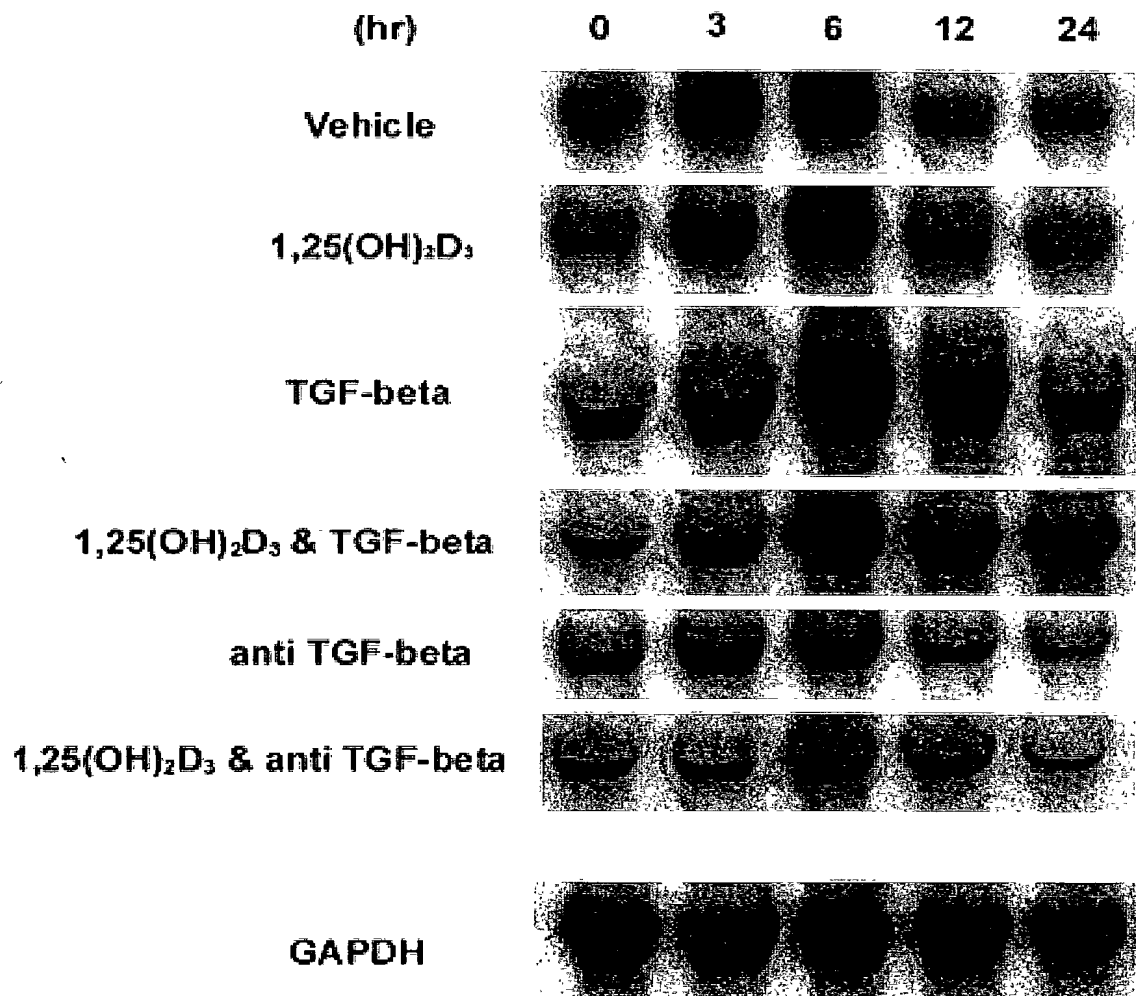 (hr) 0 3 6 12 24
Vehicle
1,25(OH)₂D₃
TGF-beta
1,25(OH)₂D₃ & TGF-beta
anti TGF-beta
1,25(OH)₂D₃ & anti TGF-beta
GAPDH